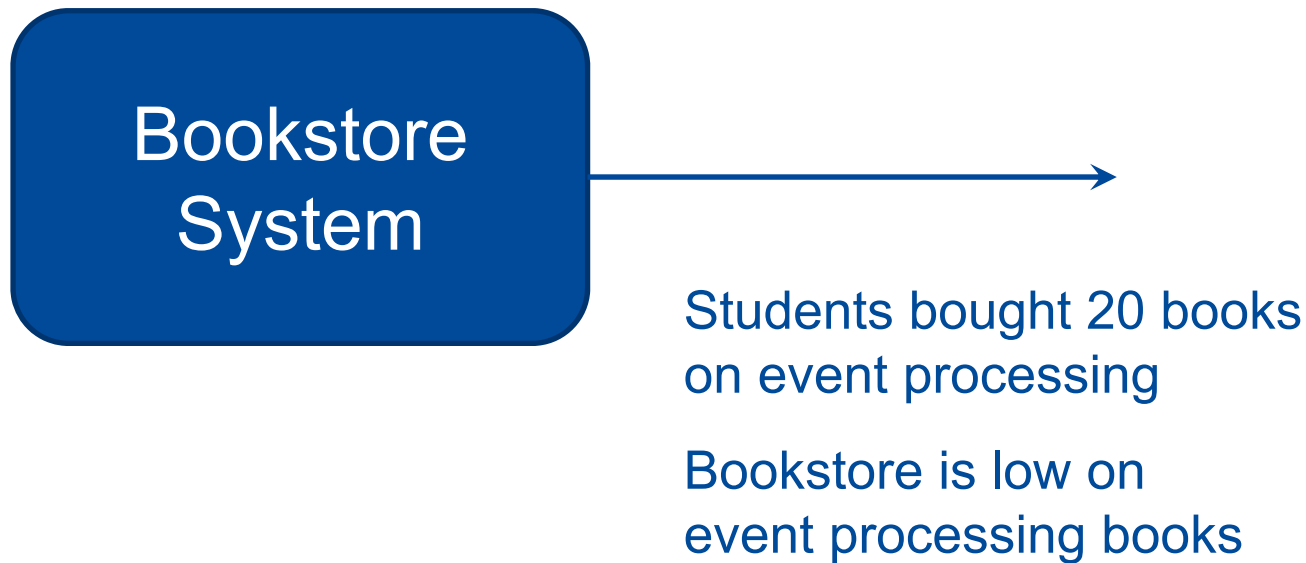 Bookstore
System
Students bought 20 books
on event processing
Bookstore is low on
event processing books